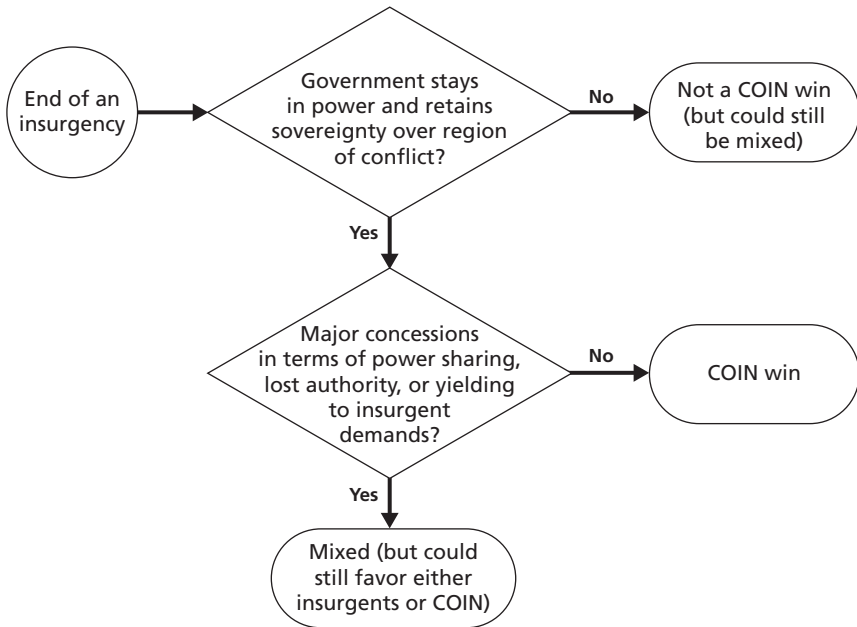 End of an
insurgency
Government stays
in power and retains
sovereignty over region
of conflict?
No
Not a COIN win
(but could still
be mixed)
Yes
Major concessions
in terms of power sharing,
lost authority, or yielding
to insurgent
demands?
No
COIN win
Yes
Mixed (but could
still favor either
insurgents or COIN)